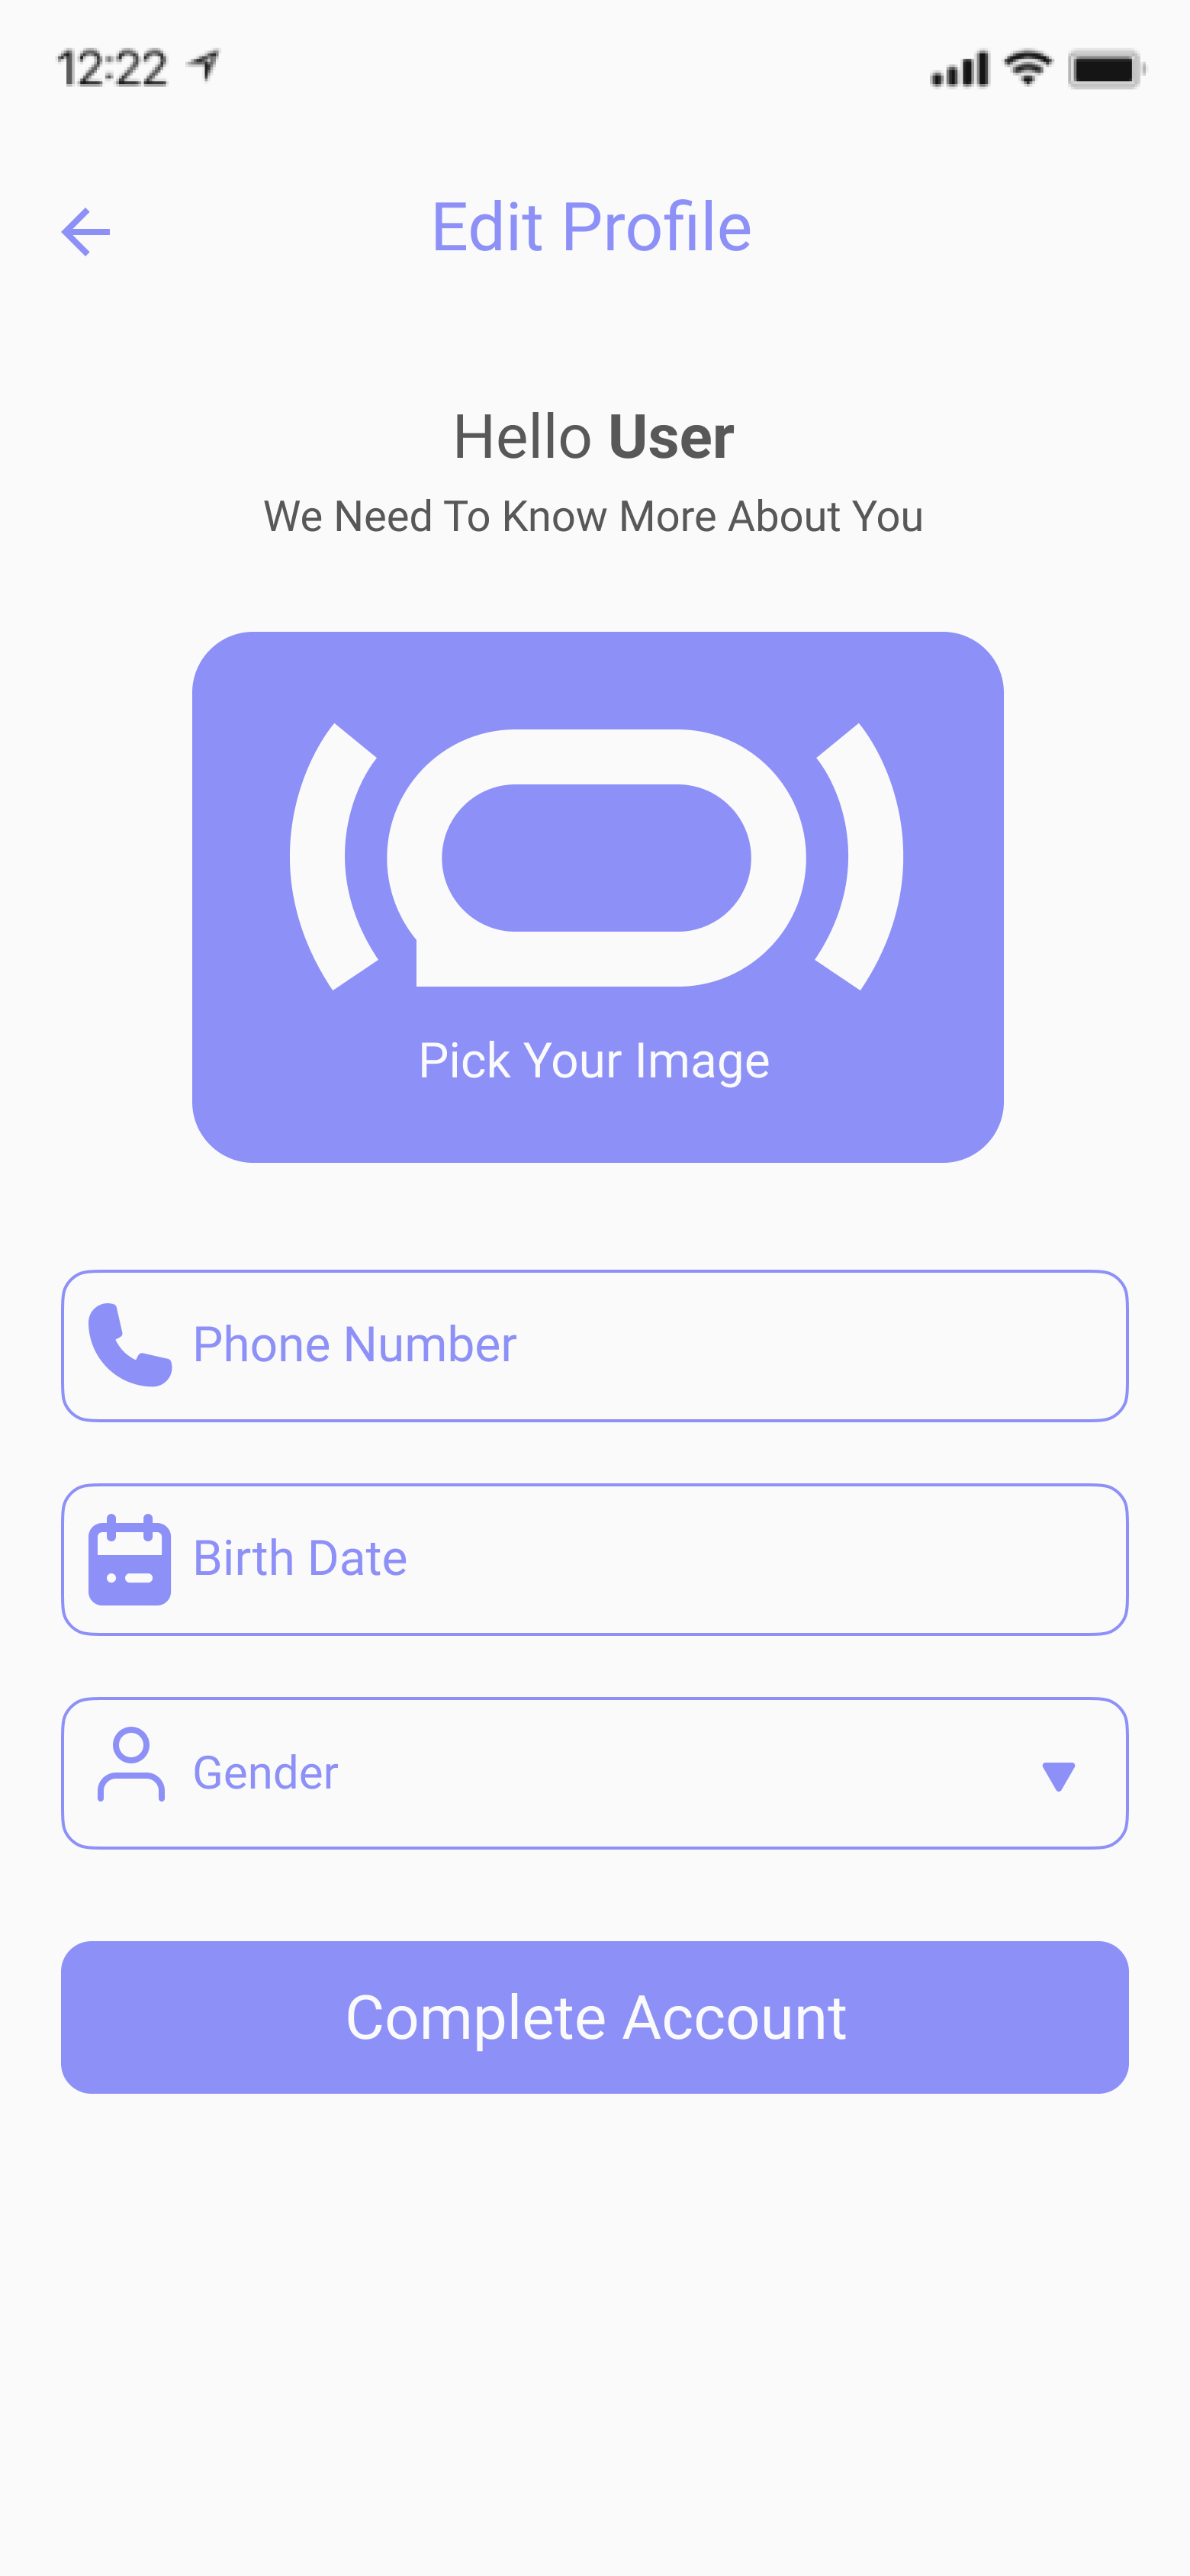 12:22
Edit Profile
Hello User
We Need To Know More About You
Pick Your Image
Phone Number
Birth Date
Gender
Complete Account